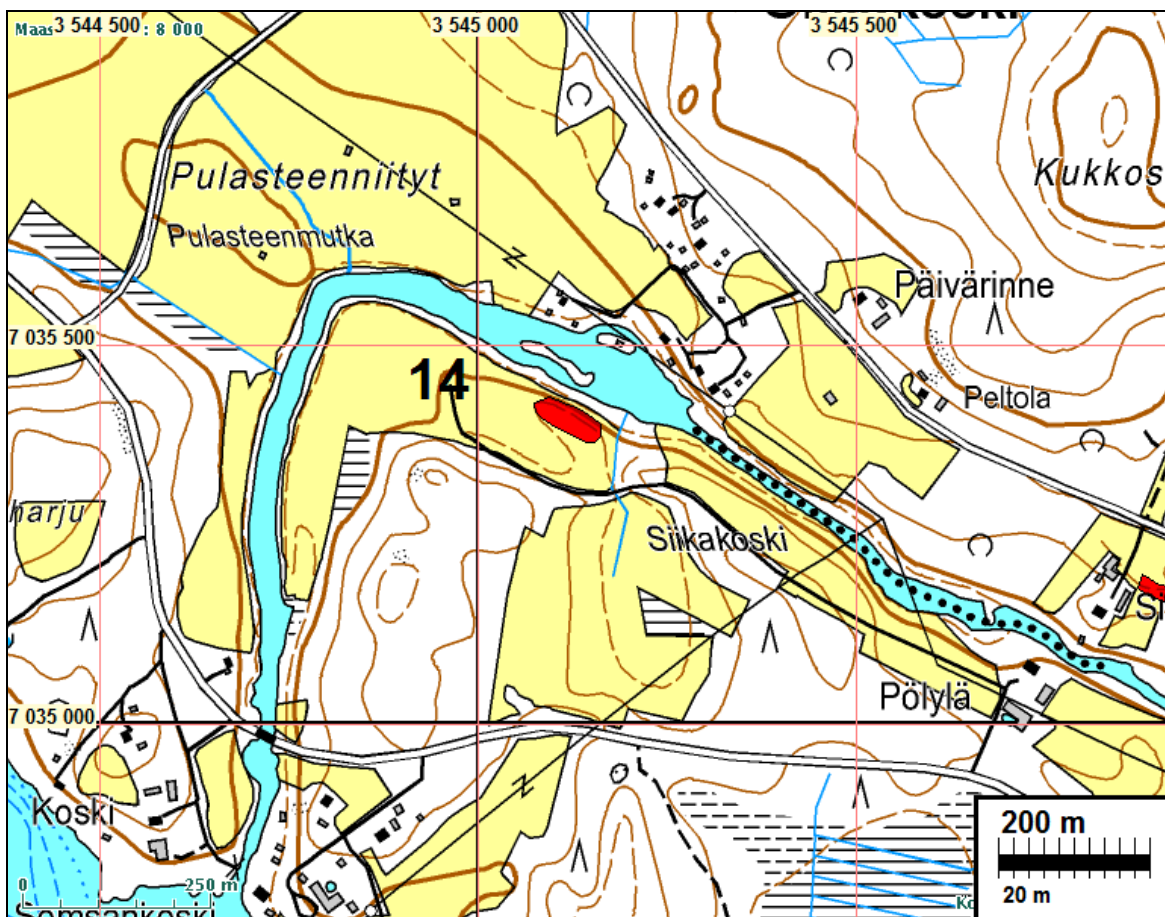 Maas
: 8 000
3 544 500
3 545 000
3 545 500
Pulasteenniityt
Kukkos
Pulasteenmutka
Päivärinne
7 035 500
14
Peltola
harju
Siikakoski
Pölylä
7 035 000
Koski
200 m
20 m
0
250 m